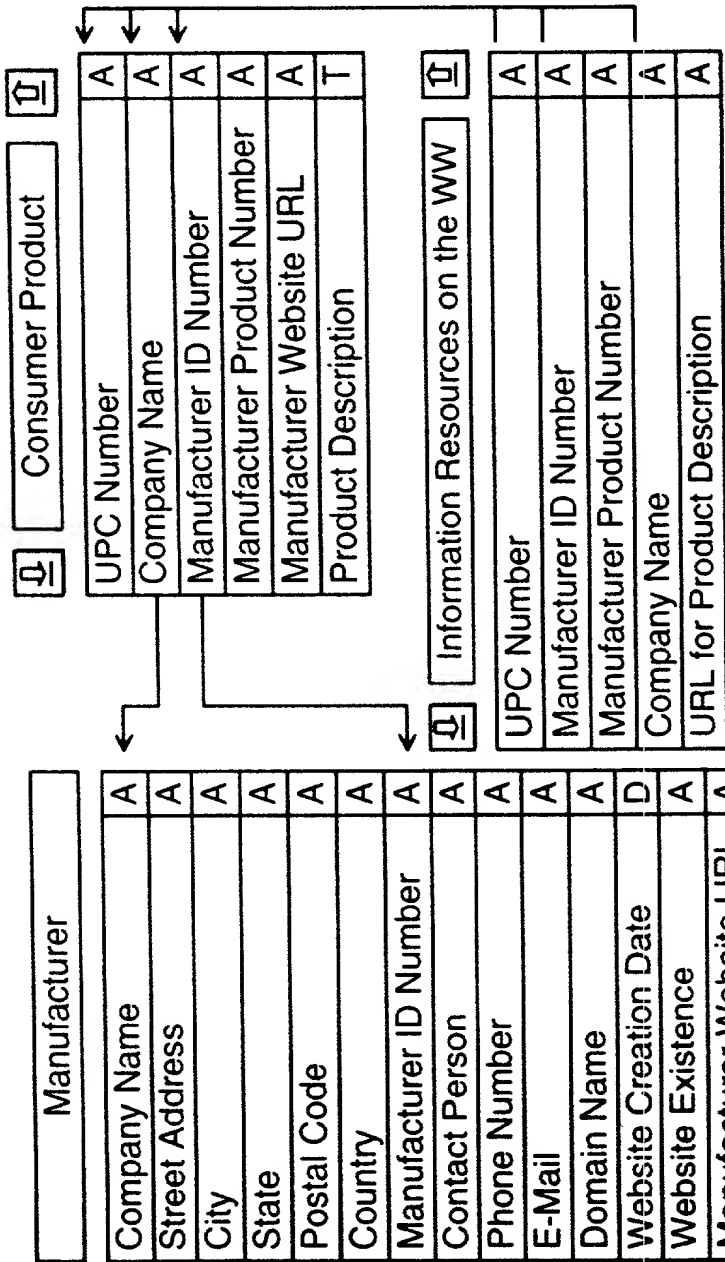 Manufacturer
Company Name A
Street Address A
City A
State A
Postal Code A
Country A
Manufacturer ID Number A
Contact Person A
Phone Number A
E-Mail A
Domain Name A
Website Creation Date D
Website Existence A
Manufacturer Website URL A
Consumer Product
UPC Number A
Company Name A
Manufacturer ID Number A
Manufacturer Product Number A
Manufacturer Website URL A
Product Description T
Information Resources on the WW
UPC Number A
Manufacturer ID Number A
Manufacturer Product Number A
Company Name A
URL for Product Description A